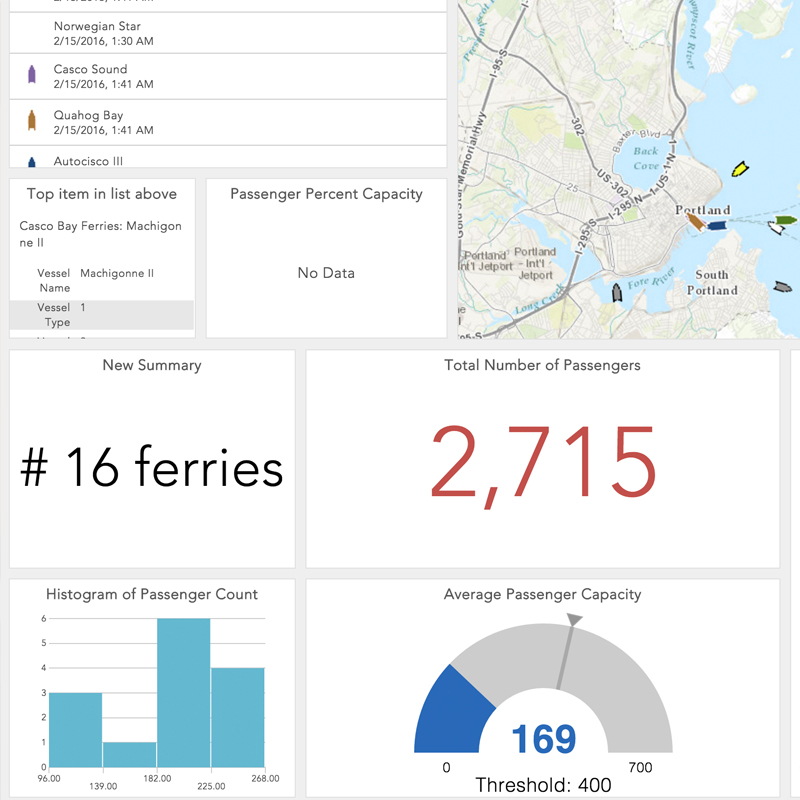 Norwegian Star
2/15/2016, 1:30 AM
Casco Sound
2/15/2016, 1:41 AM
Quahog Bay
2/15/2016, 1:41 AM
Autocisco III
Top item in list above
Casco Bay Ferries: Machigon
ne II
Vessel Name
Machigonne II
Vessel Type
1
Passenger Percent Capacity
No Data
I-95-S
Memorial Hwy
302
Baxter Blvd
Back
Cove
US-302
I-295-N
US-1-N
1
25
I-295-S
Portland
Portland
Int'l Jetport
Portland
Int'l
Jetport
Fore River
South
Portland
Long Creek
New Summary
# 16 ferries
Total Number of Passengers
2,715
Histogram of Passenger Count
6
5
4
3
2
1
0
96.00
139.00
182.00
225.00
268.00
Average Passenger Capacity
169
0
700
Threshold: 400